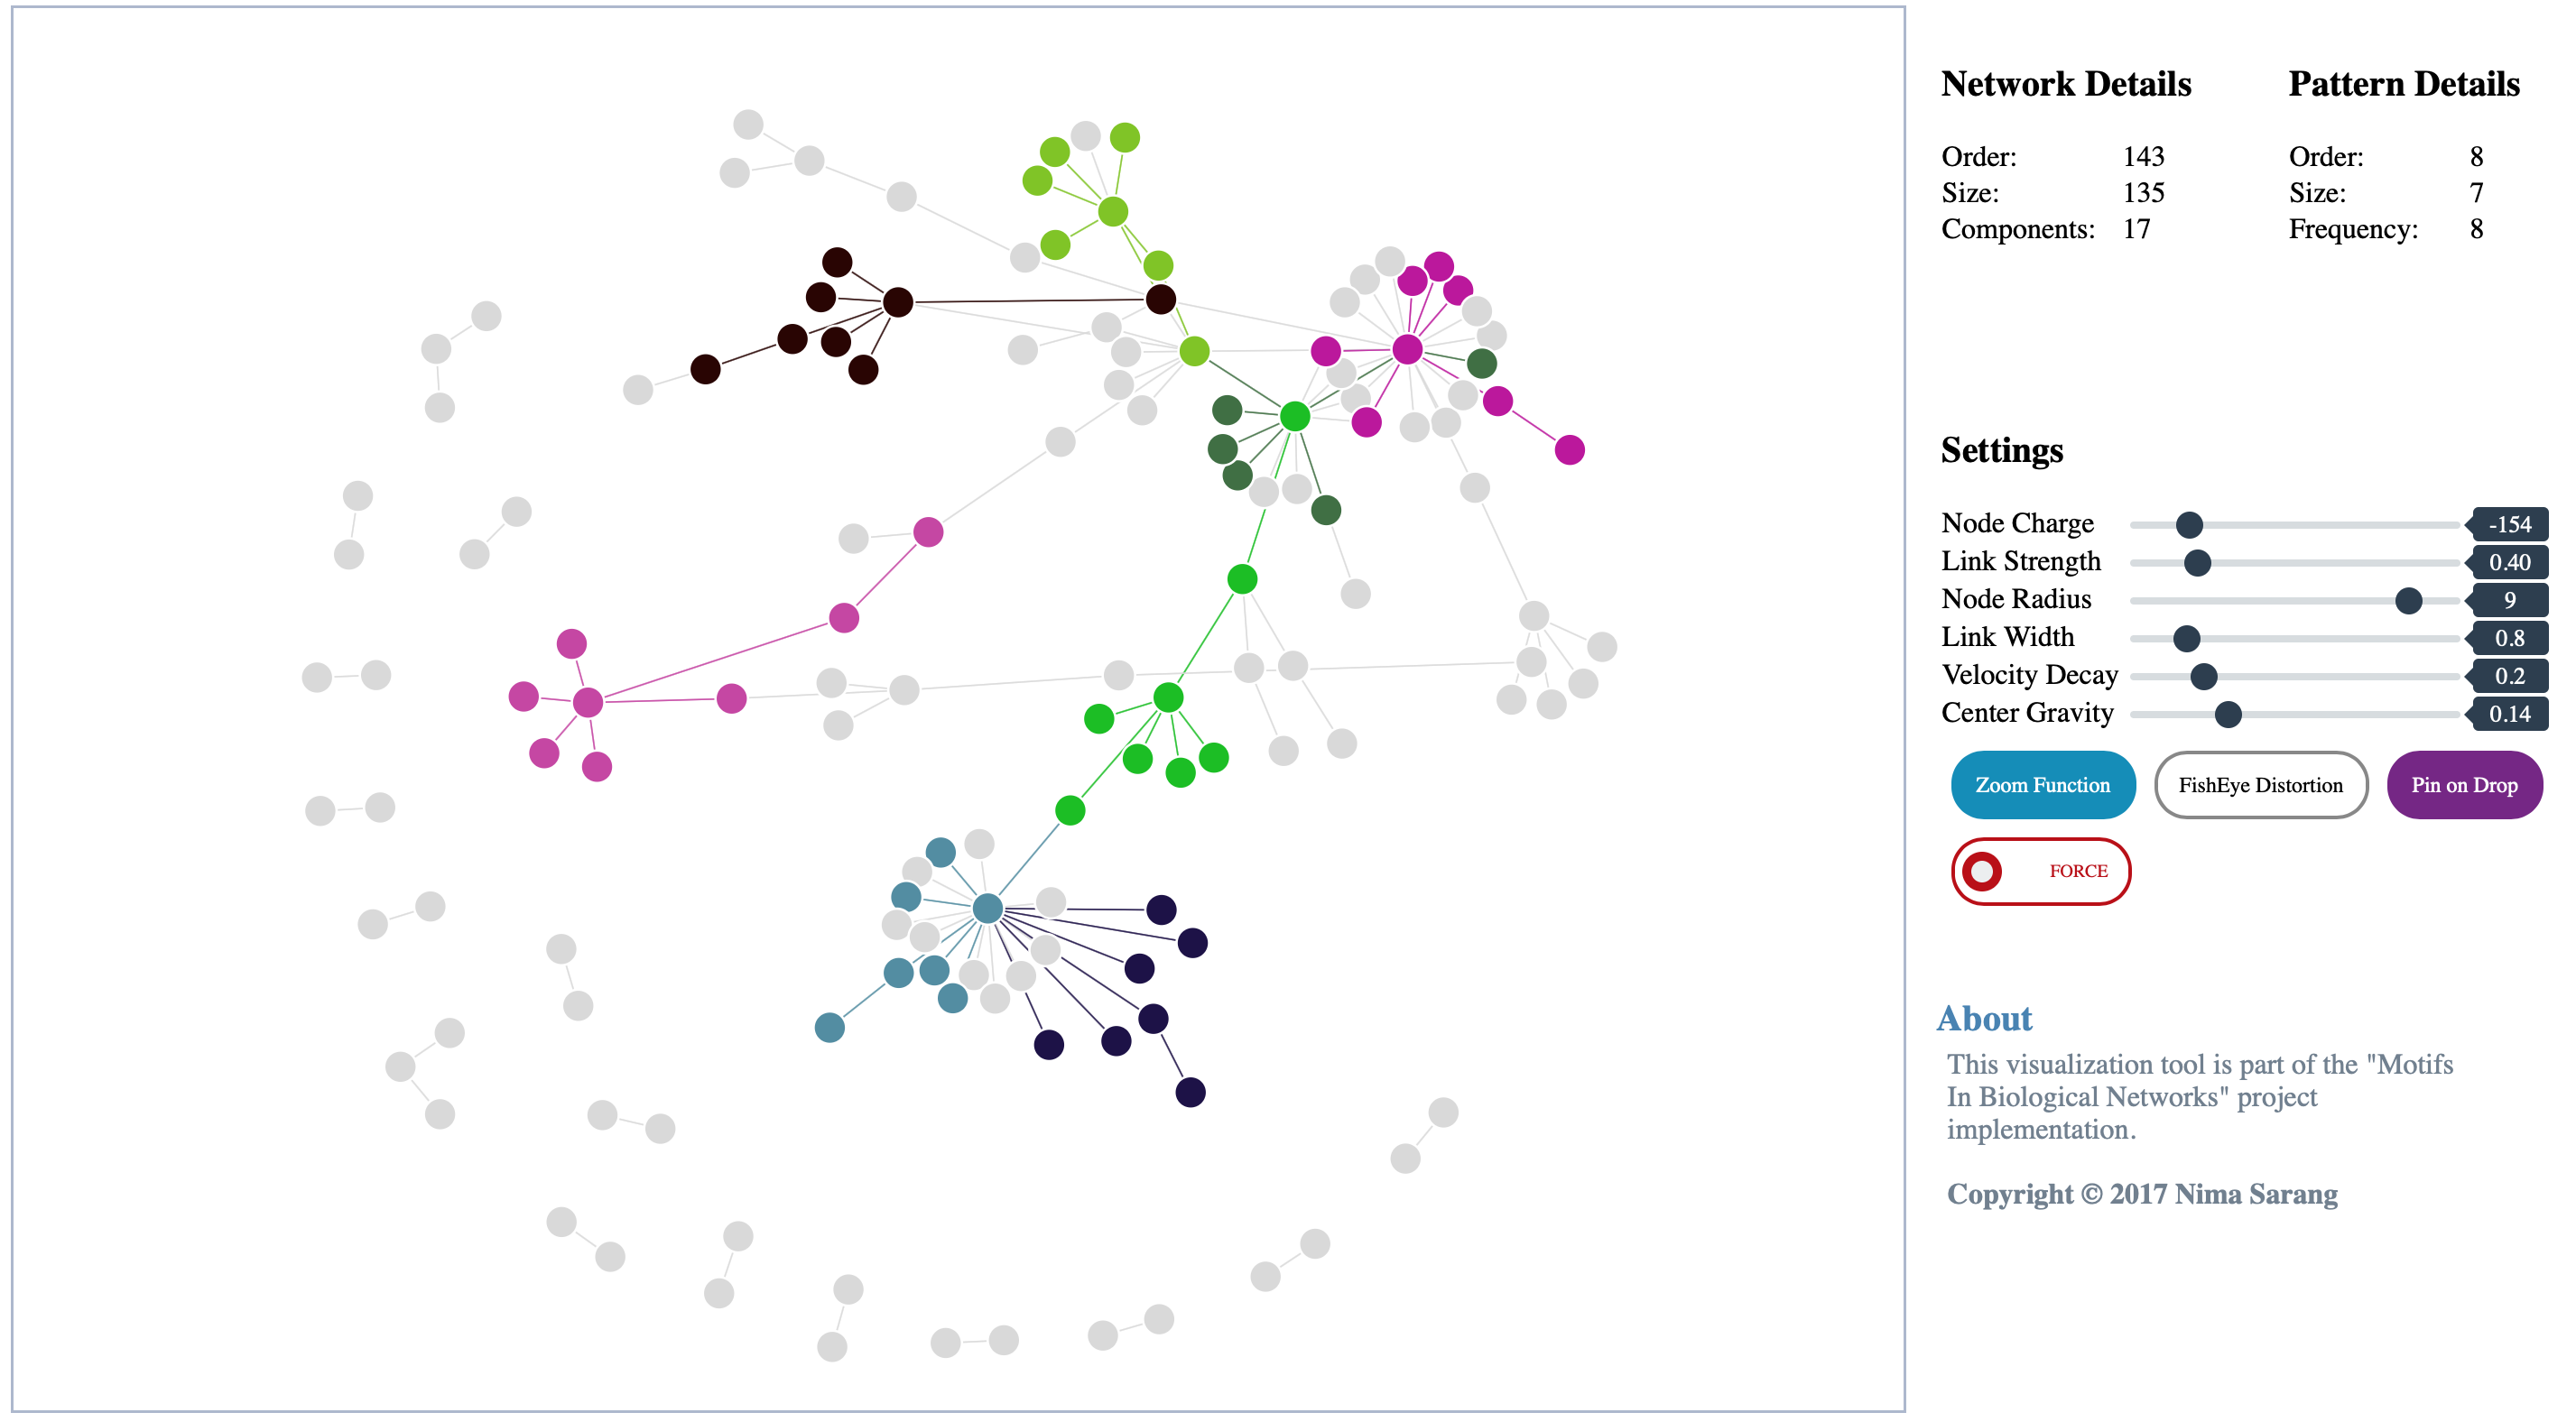 Network Details
Pattern Details
Order: 143
Order: 8
Size: 135
Size: 7
Components: 17
Frequency: 8
Settings
Node Charge -154
Link Strength 0.40
Node Radius 9
Link Width 0.8
Velocity Decay 0.2
Center Gravity 0.14
Zoom Function
FishEye Distortion
Pin on Drop
FORCE
About
This visualization tool is part of the "Motifs
In Biological Networks" project
implementation.
Copyright © 2017 Nima Sarang